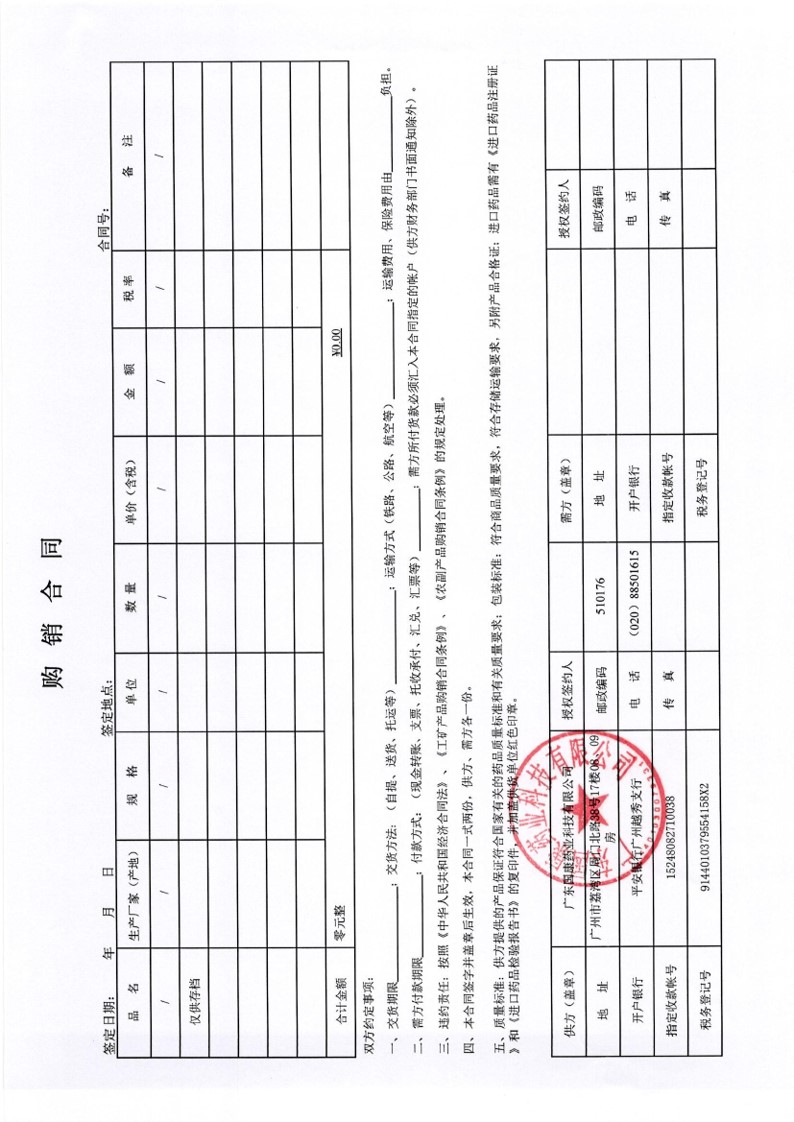 购 销 合 同
签定日期: 年 月 日 签定地点: 合同号:
品 名 生产厂家(产地) 规 格 单 位 数 量 单价(含税) 金 额 税 率 备 注
/ / / / / / / / /
仅供存档
合计金额 零元整 ¥0.00
双方约定事项:
一、交货期限______; 交货方法:(自提、送货、托运等)______; 运输方式(铁路、公路、航空等)______; 运输费用、保险费用由______负担。
二、需方付款期限______; 付款方式:(现金转账、支票、托收承付、汇兑、汇票等)______; 需方所付货款必须汇入本合同指定的帐户(供方财务部门书面通知除外)。
三、违约责任:按照《中华人民共和国经济合同法》、《工矿产品购销合同条例》、《农副产品购销合同条例》的规定处理。
四、本合同签字并盖章后生效,本合同一式两份,供方、需方各一份。
五、质量标准:供方提供的产品保证符合国家有关的药品质量标准和有关质量要求;包装标准:符合商品质量要求,符合存储运输要求,另附产品合格证;进口药品需有《进口药品注册证
》和《进口药品检验报告书》的复印件,并加盖供货单位红色印章。
供方(盖章) 广东国康药业科技有限公司 授权签约人 需方(盖章) 授权签约人
地 址 广州市荔湾区周门北路38号17楼08、09房 邮政编码 510176 地 址 邮政编码
开户银行 平安银行广州越秀支行 电 话 (020)88501615 开户银行 电 话
指定收款帐号 15248082710038 传 真 指定收款帐号 传 真
税务登记号 91440103795541​58X2 税务登记号